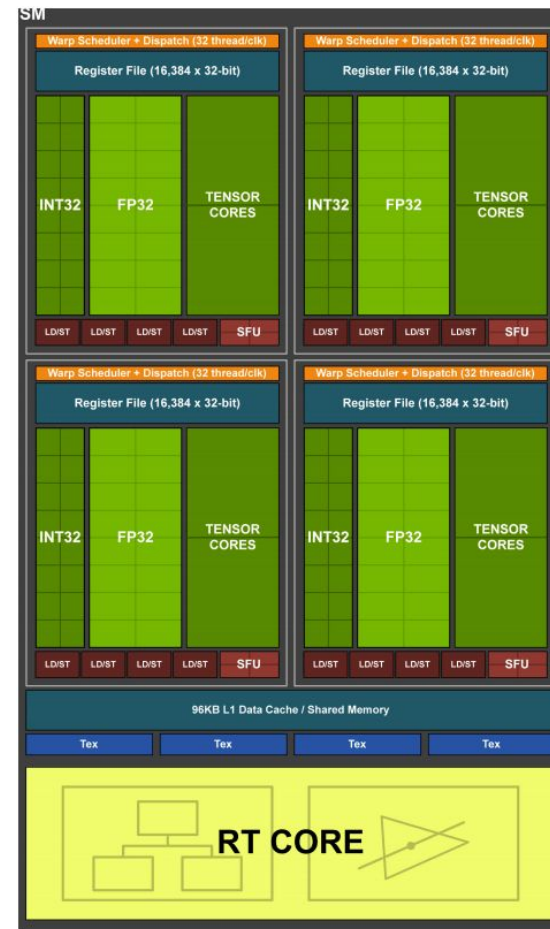 SM
Warp Scheduler + Dispatch (32 thread/clk)
Register File (16,384 x 32-bit)
INT32 FP32 TENSOR CORES
LD/ST LD/ST LD/ST LD/ST SFU
Warp Scheduler + Dispatch (32 thread/clk)
Register File (16,384 x 32-bit)
INT32 FP32 TENSOR CORES
LD/ST LD/ST LD/ST LD/ST SFU
Warp Scheduler + Dispatch (32 thread/clk)
Register File (16,384 x 32-bit)
INT32 FP32 TENSOR CORES
LD/ST LD/ST LD/ST LD/ST SFU
Warp Scheduler + Dispatch (32 thread/clk)
Register File (16,384 x 32-bit)
INT32 FP32 TENSOR CORES
LD/ST LD/ST LD/ST LD/ST SFU
96KB L1 Data Cache / Shared Memory
Tex Tex Tex Tex
RT CORE